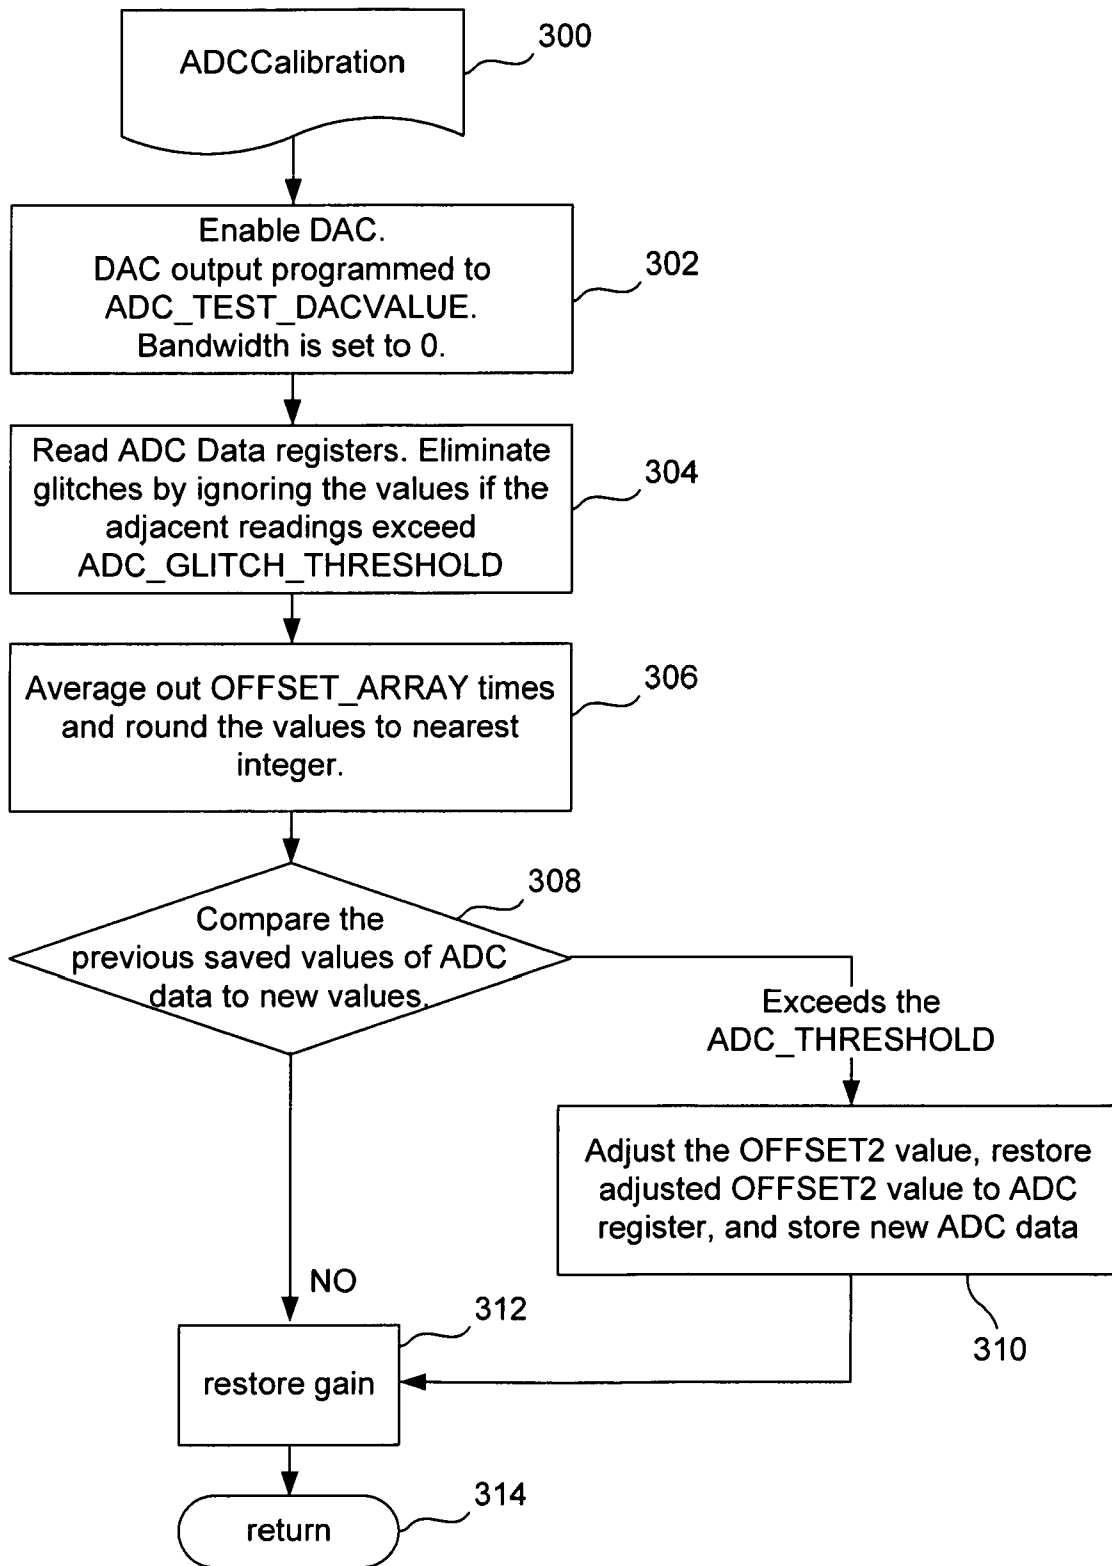 ADCCalibration
300
Enable DAC.
DAC output programmed to
ADC_TEST_DACVALUE.
Bandwidth is set to 0.
302
Read ADC Data registers. Eliminate
glitches by ignoring the values if the
adjacent readings exceed
ADC_GLITCH_THRESHOLD
304
Average out OFFSET_ARRAY times
and round the values to nearest
integer.
306
Compare the
previous saved values of ADC
data to new values.
308
Exceeds the
ADC_THRESHOLD
Adjust the OFFSET2 value, restore
adjusted OFFSET2 value to ADC
register, and store new ADC data
310
NO
restore gain
312
return
314